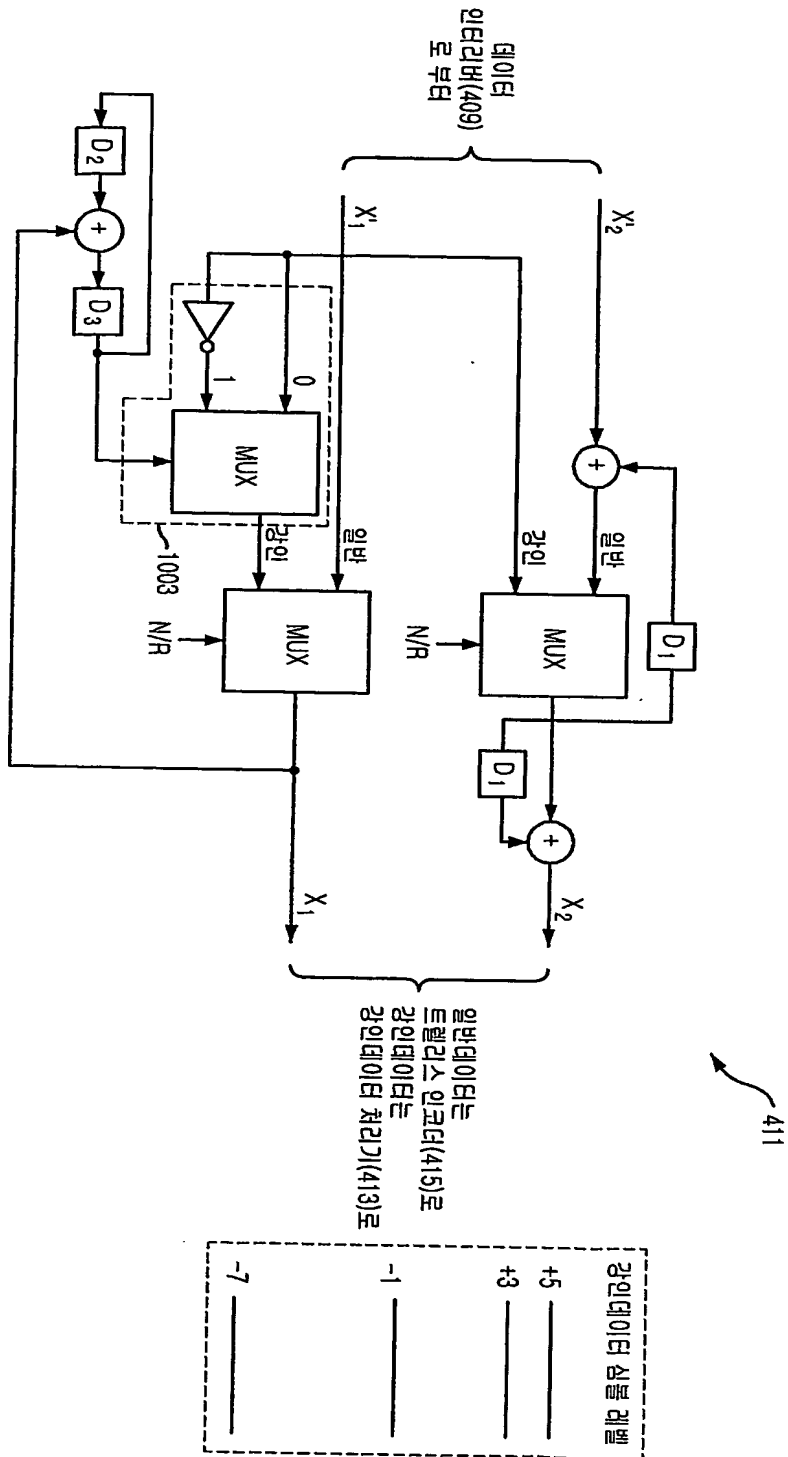 411
데이터
인터리버(409)
로 부터
X'2
+
일반
강인
MUX
N/R
D1
D1
+
X2
X'1
일반
0
1
MUX
강인
1003
MUX
N/R
X1
D2
+
D3
일반데이터는
트렐리스 인코더(415)로
강인데이터는
강인데이터 처리기(413)로
강인데이터 심볼 레벨
+5
+3
-1
-7